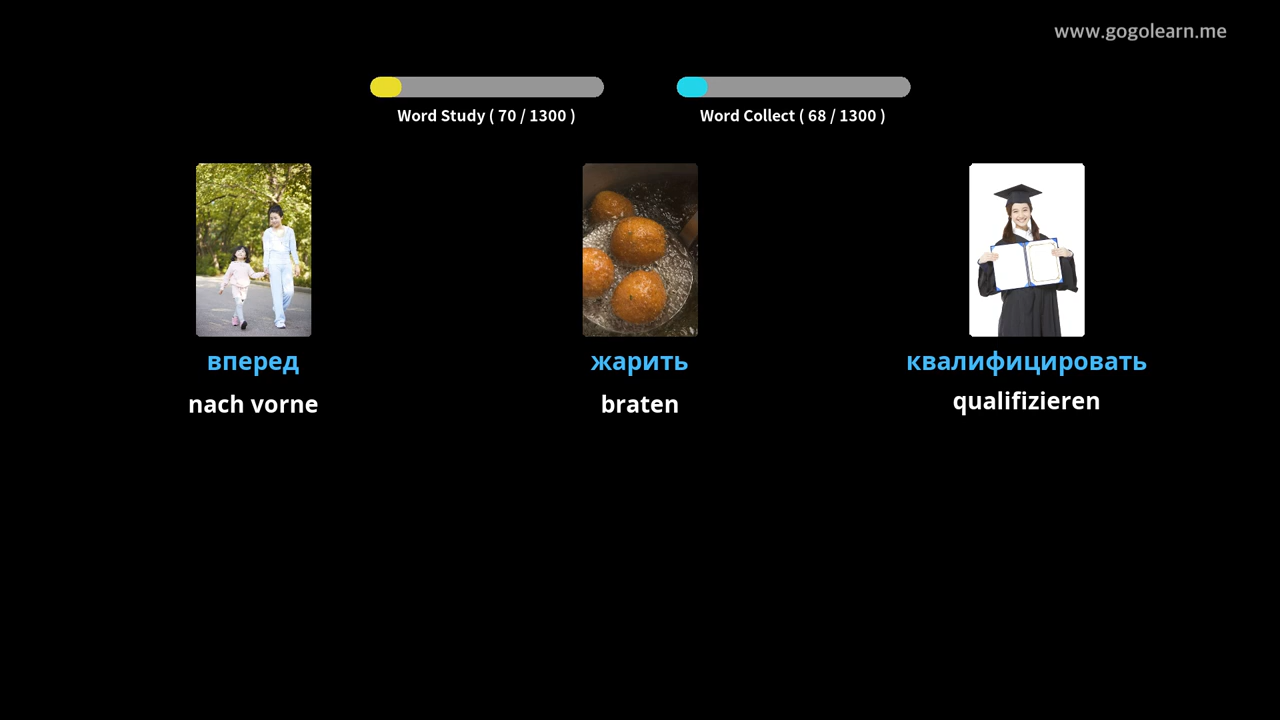 www.gogolearn.me
Word Study ( 70 / 1300 )
Word Collect ( 68 / 1300 )
вперед
жарить
квалифицировать
nach vorne
braten
qualifizieren